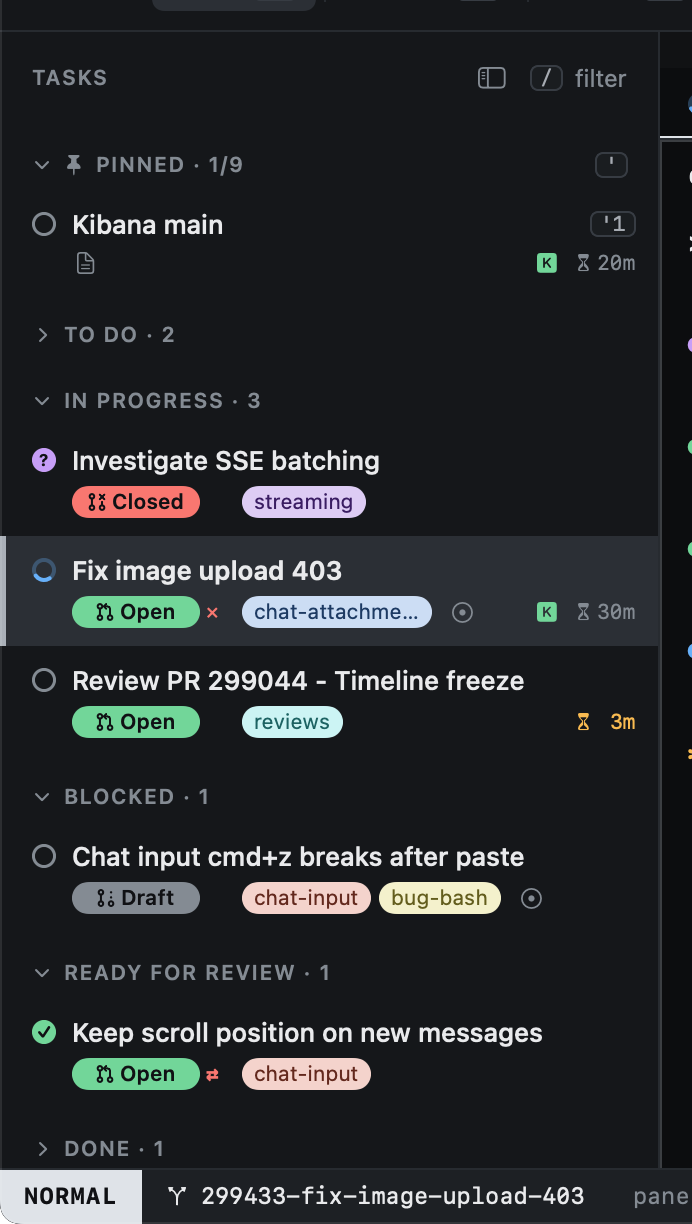 TASKS / filter
PINNED · 1/9 '
Kibana main '1
K 20m
TO DO · 2
IN PROGRESS · 3
? Investigate SSE batching
Closed streaming
Fix image upload 403
Open × chat-attachme... K 30m
Review PR 299044 - Timeline freeze
Open reviews 3m
BLOCKED · 1
Chat input cmd+z breaks after paste
Draft chat-input bug-bash
READY FOR REVIEW · 1
Keep scroll position on new messages
Open chat-input
DONE · 1
NORMAL 299433-fix-image-upload-403 pane